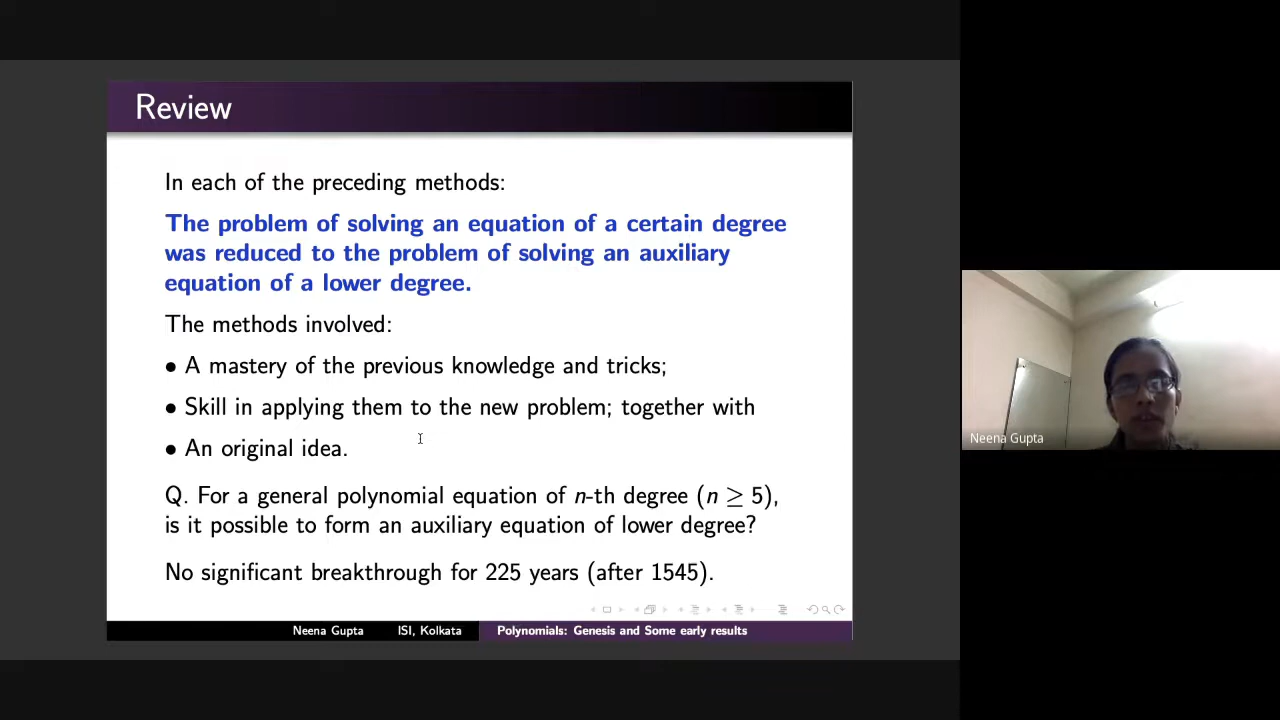 Review
In each of the preceding methods:
The problem of solving an equation of a certain degree
was reduced to the problem of solving an auxiliary
equation of a lower degree.
The methods involved:
• A mastery of the previous knowledge and tricks;
• Skill in applying them to the new problem; together with
• An original idea.
Q. For a general polynomial equation of n-th degree (n ≥ 5),
is it possible to form an auxiliary equation of lower degree?
No significant breakthrough for 225 years (after 1545).
Neena Gupta ISI, Kolkata Polynomials: Genesis and Some early results
Neena Gupta